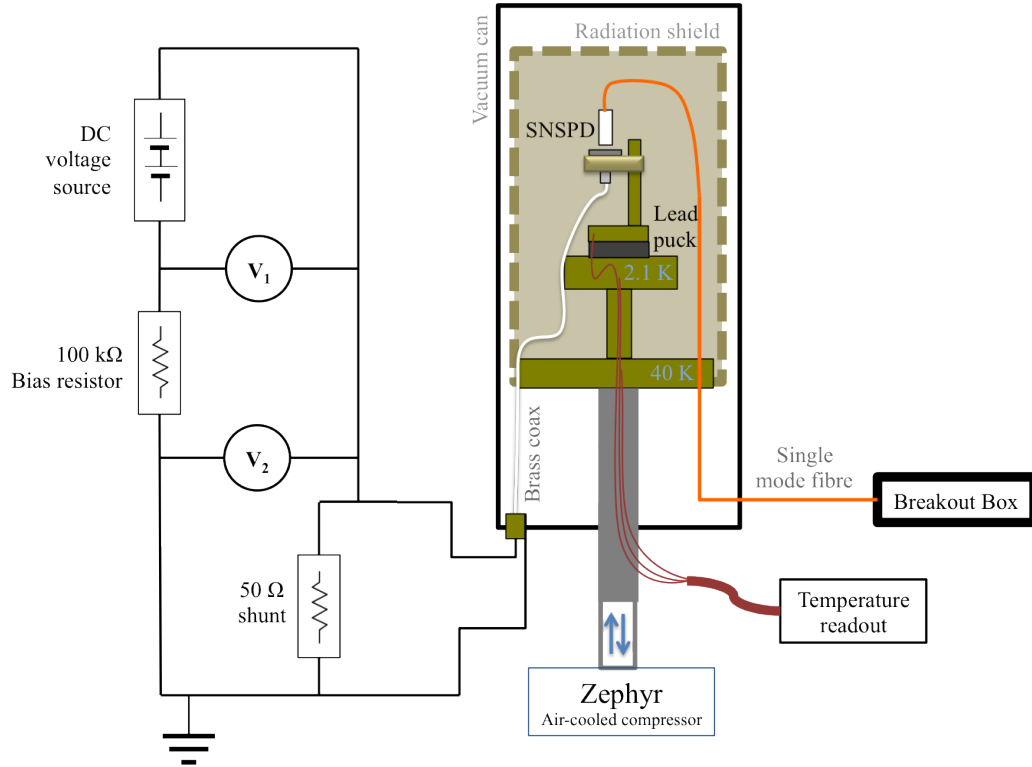 Vacuum can
Radiation shield
DC
voltage
source
SNSPD
Lead
puck
V1
2.1 K
100 kΩ
Bias resistor
40 K
Brass coax
V2
Single
mode fibre
Breakout Box
50 Ω
shunt
Temperature
readout
Zephyr
Air-cooled compressor